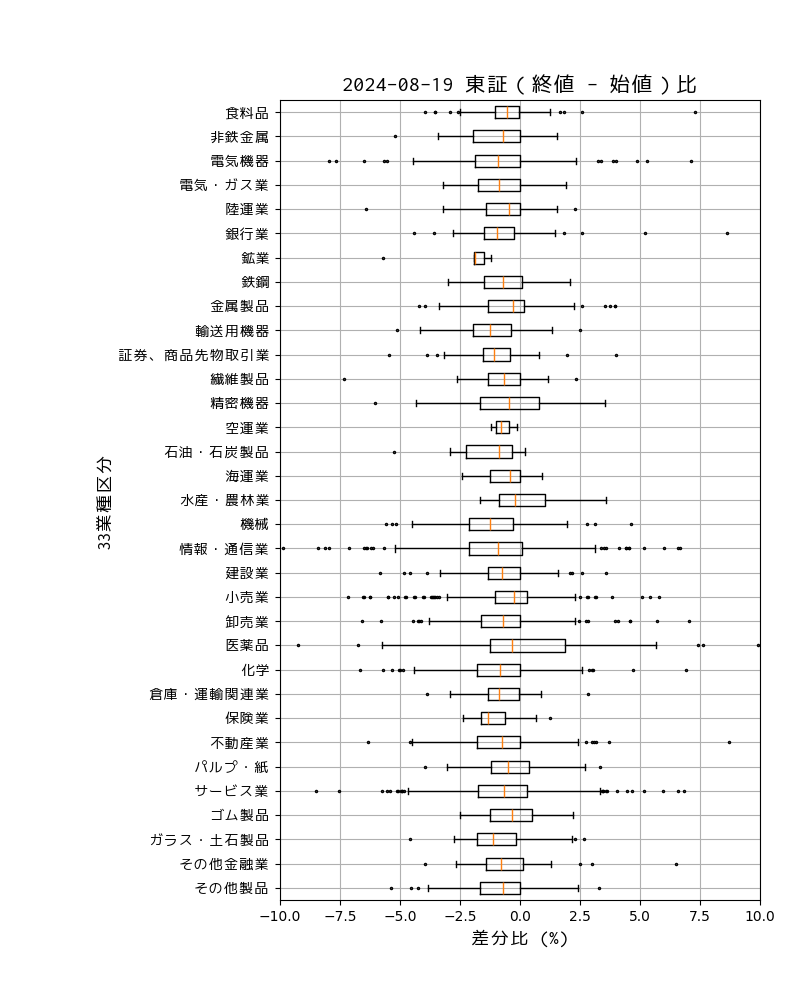 2024-08-19 東証 ( 終値 - 始値 ) 比
食料品
非鉄金属
電気機器
電気・ガス業
陸運業
銀行業
鉱業
鉄鋼
金属製品
輸送用機器
証券、商品先物取引業
繊維製品
精密機器
空運業
石油・石炭製品
海運業
水産・農林業
機械
情報・通信業
建設業
小売業
卸売業
医薬品
化学
倉庫・運輸関連業
保険業
不動産業
パルプ・紙
サービス業
ゴム製品
ガラス・土石製品
その他金融業
その他製品
33業種区分
−10.0 −7.5 −5.0 −2.5 0.0 2.5 5.0 7.5 10.0
差分比 (%)